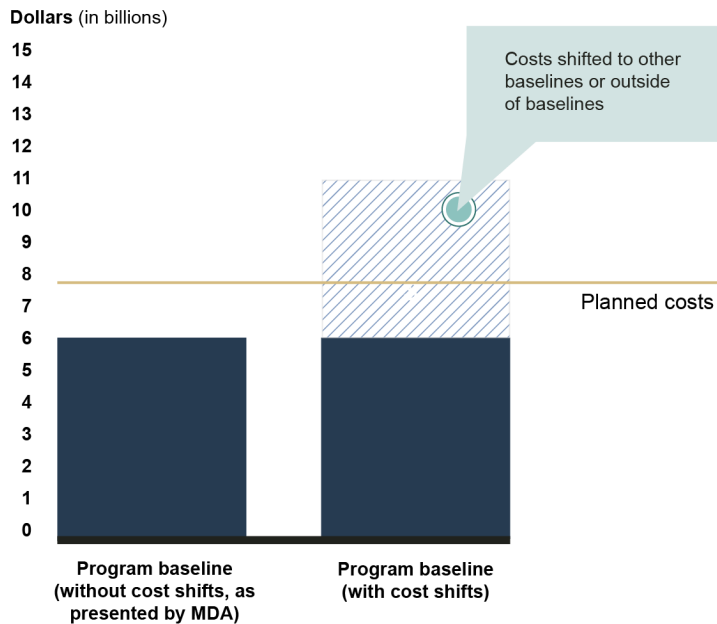 Dollars (in billions)
15
14
13
12
11
10
9
8
7
6
5
4
3
2
1
0
Costs shifted to other
baselines or outside
of baselines
Planned costs
Program baseline
(without cost shifts, as
presented by MDA)
Program baseline
(with cost shifts)